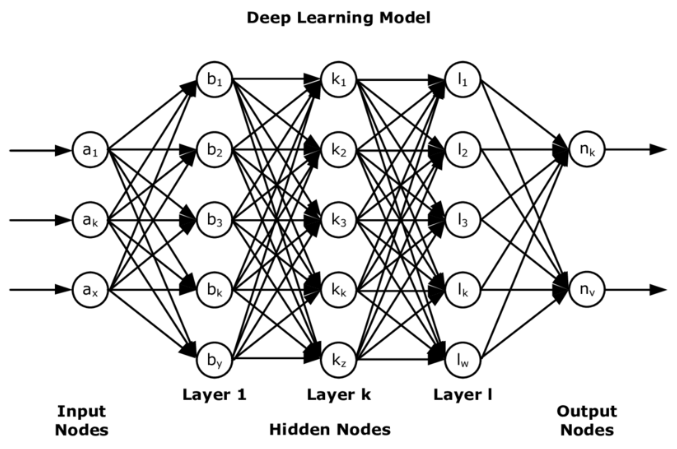 Deep Learning Model
b1
k1
l1
a1
b2
k2
l2
nk
ak
b3
k3
l3
ax
bk
kk
lk
nv
by
kz
lw
Layer 1
Layer k
Layer l
Input
Nodes
Hidden Nodes
Output
Nodes